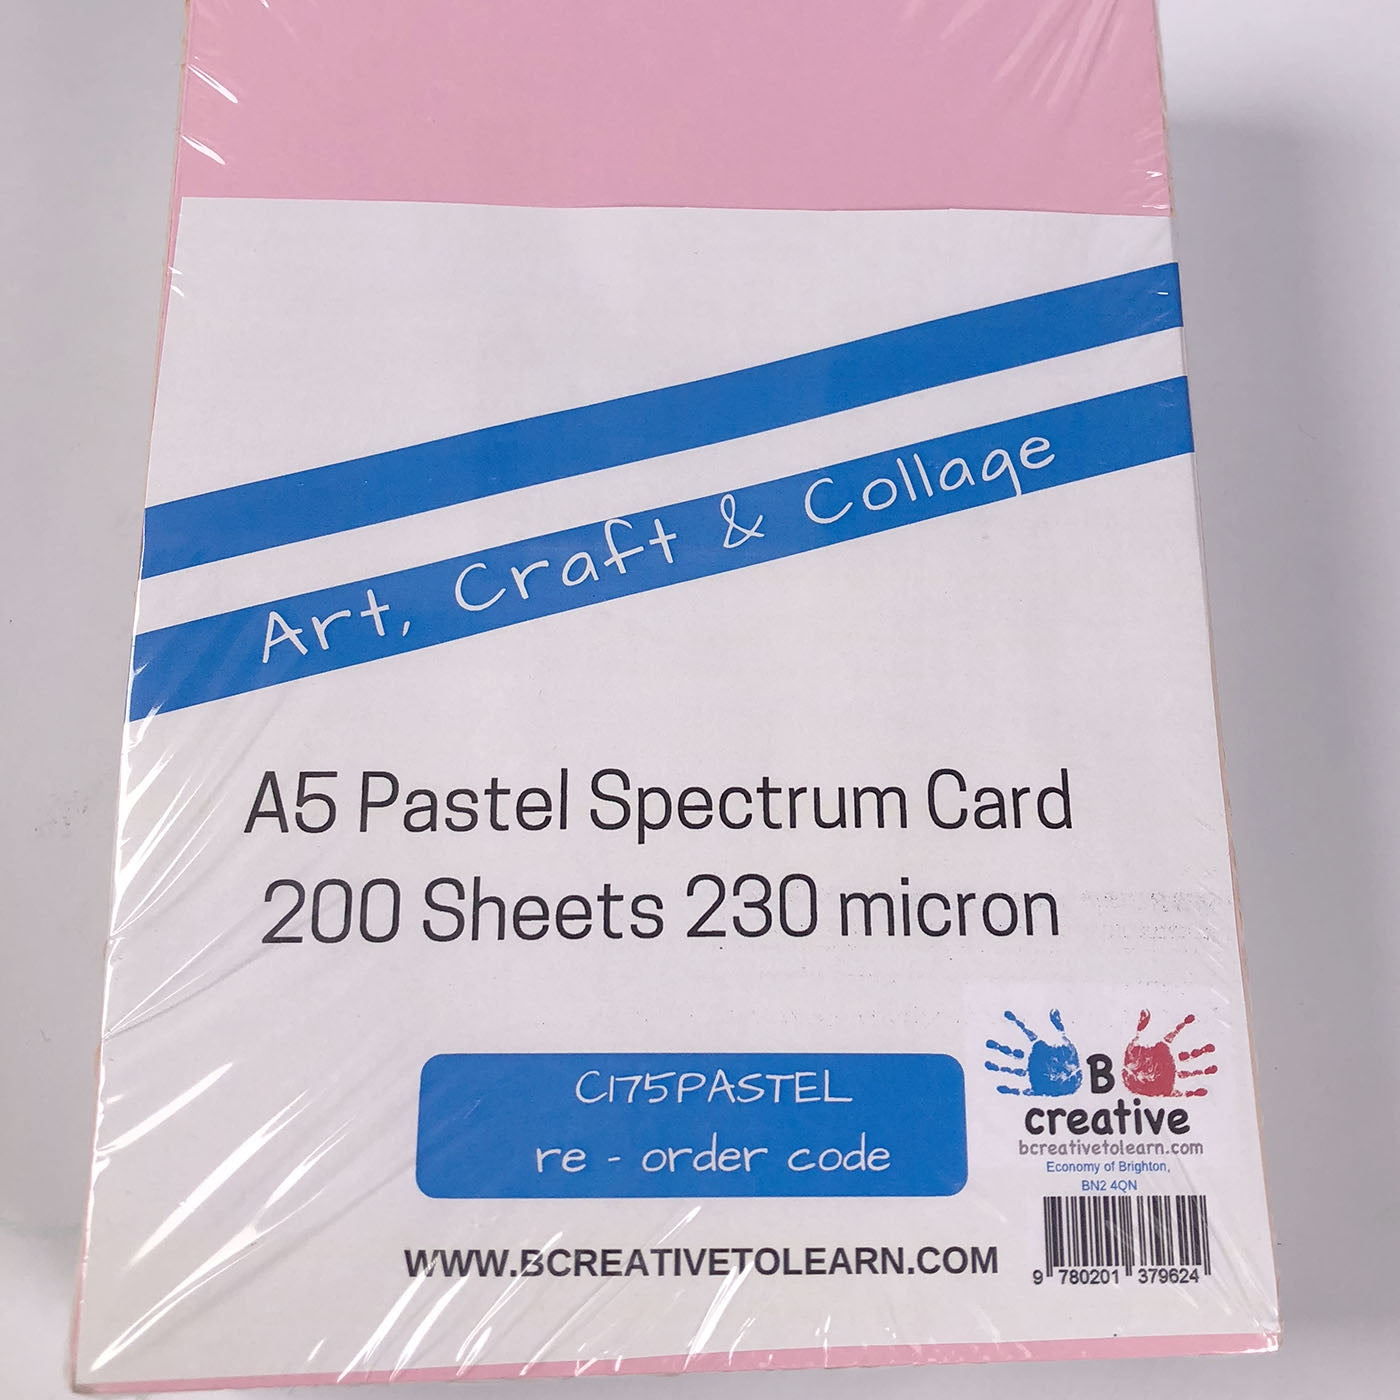 Art, Craft & Collage
A5 Pastel Spectrum Card
200 Sheets 230 micron
C175PASTEL
re - order code
B
creative
bcreativetolearn.com
Economy of Brighton,
BN2 4QN
WWW.BCREATIVETOLEARN.COM
9 780201 379624